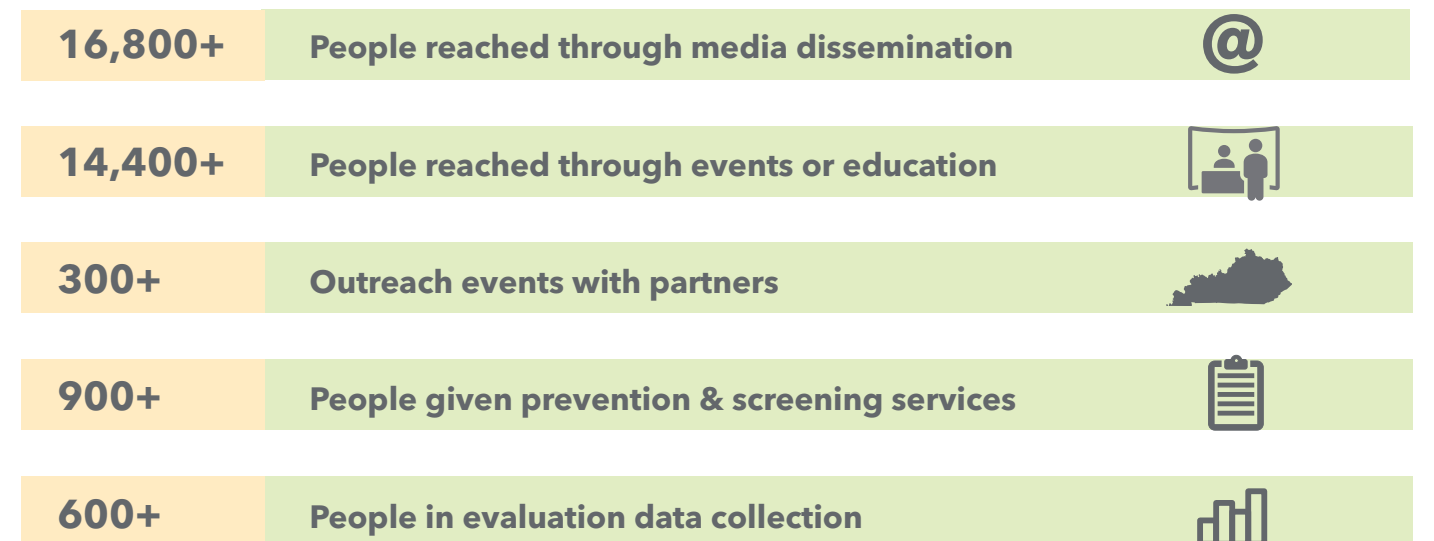 16,800+ People reached through media dissemination @
14,400+ People reached through events or education
300+ Outreach events with partners
900+ People given prevention & screening services
600+ People in evaluation data collection